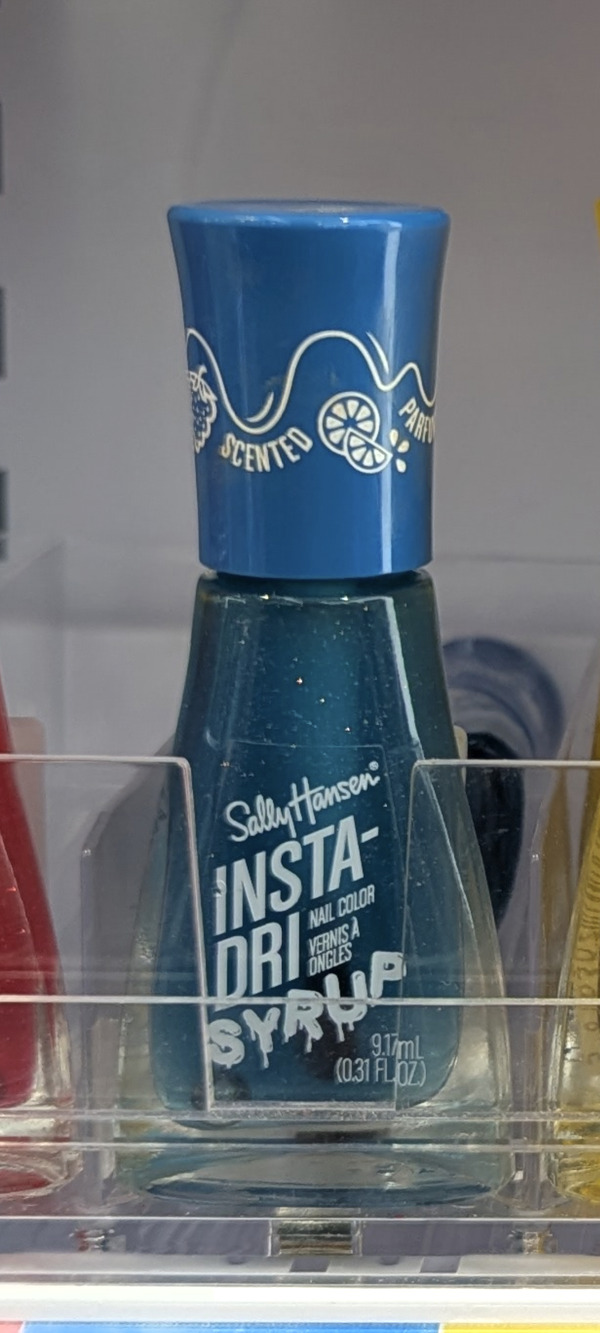 SCENTED
Sally Hansen®
INSTA-
DRI
NAIL COLOR
VERNIS À
ONGLES
SYRUP
9.17mL
(0.31 FL.OZ.)